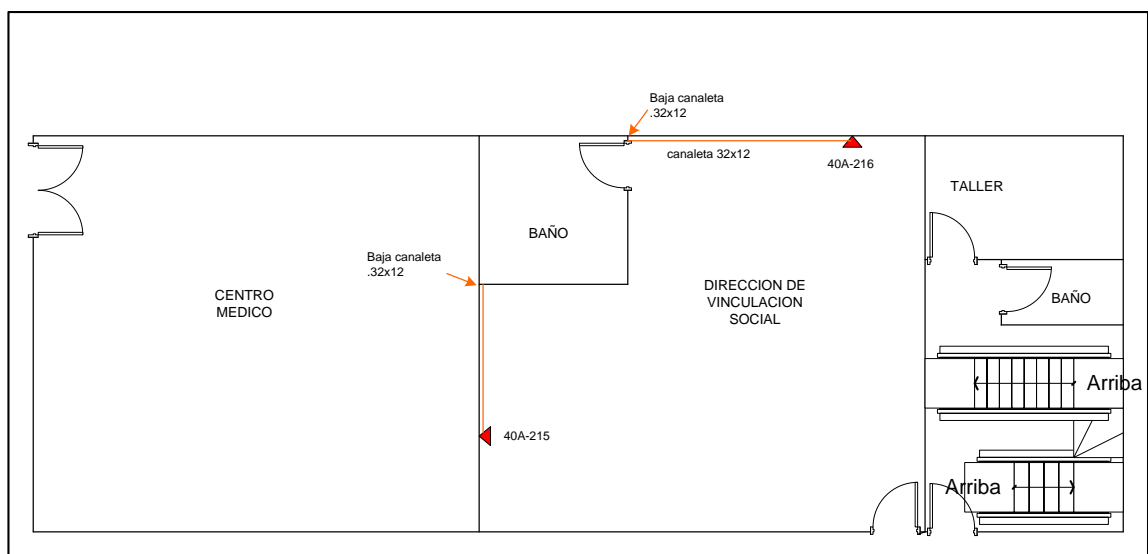 Baja canaleta
.32x12
canaleta 32x12
40A-216
TALLER
BAÑO
Baja canaleta
.32x12
CENTRO
MEDICO
DIRECCION DE
VINCULACION
SOCIAL
BAÑO
Arriba
40A-215
Arriba